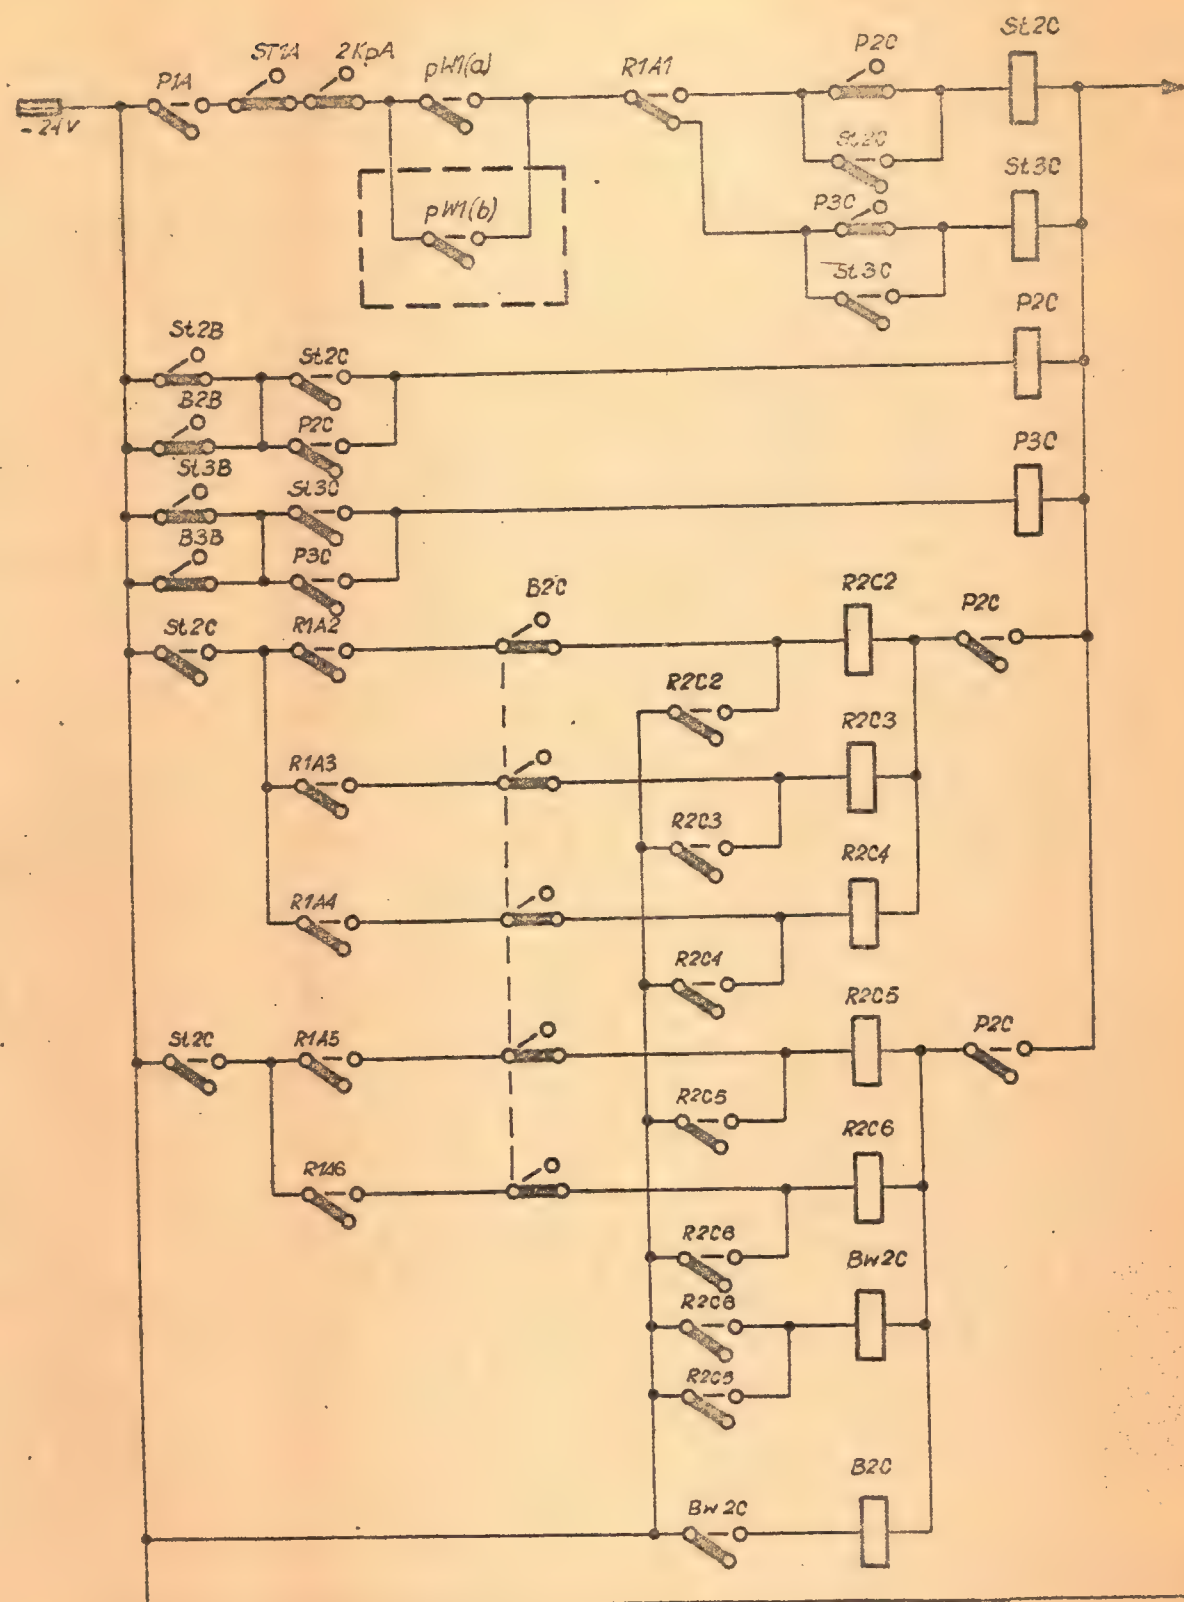 St2C
P2C
ST1A
2KpA
pW1(a)
R1A1
P1A
-24V
St2C
St3C
pW1(b)
P3C
St3C
P2C
St2B
St2C
B2B
P2C
P3C
St3B
St3C
B3B
P3C
B2C
R2C2
P2C
St2C
R1A2
R2C2
R2C3
R1A3
R2C3
R2C4
R1A4
R2C4
R2C5
P2C
St2C
R1A5
R2C5
R2C6
R1A6
R2C6
Bw2C
R2C6
R2C5
B2C
Bw2C